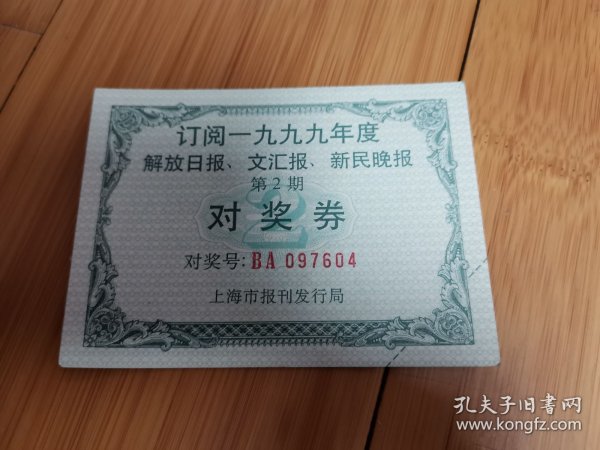 订阅一九九九年度
解放日报、文汇报、新民晚报
第2期
2
对奖券
对奖号:BA 097604
上海市报刊发行局
孔夫子旧书网
www.kongfz.com